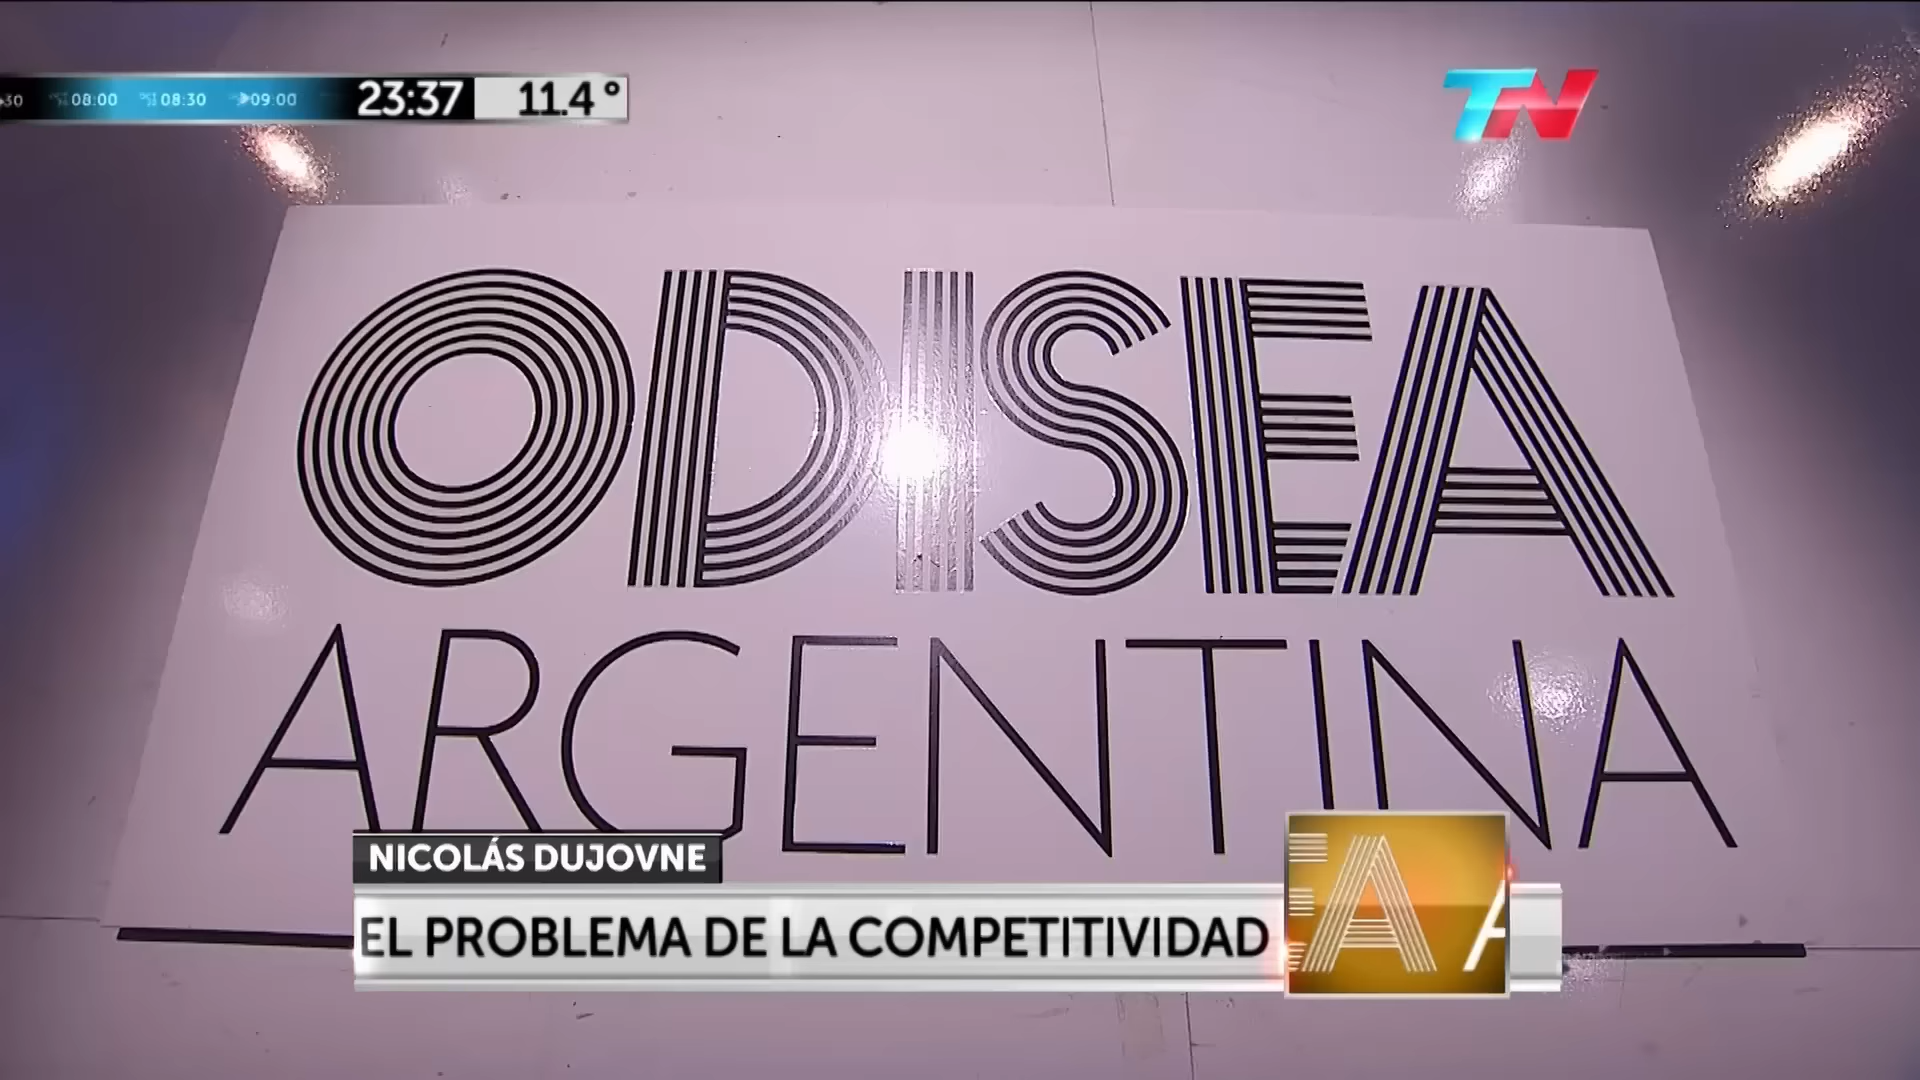 30 08:00 08:30 09:00 23:37 11.4°
TN
ODISEA
ARGENTINA
NICOLÁS DUJOVNE
EL PROBLEMA DE LA COMPETITIVIDAD
A A